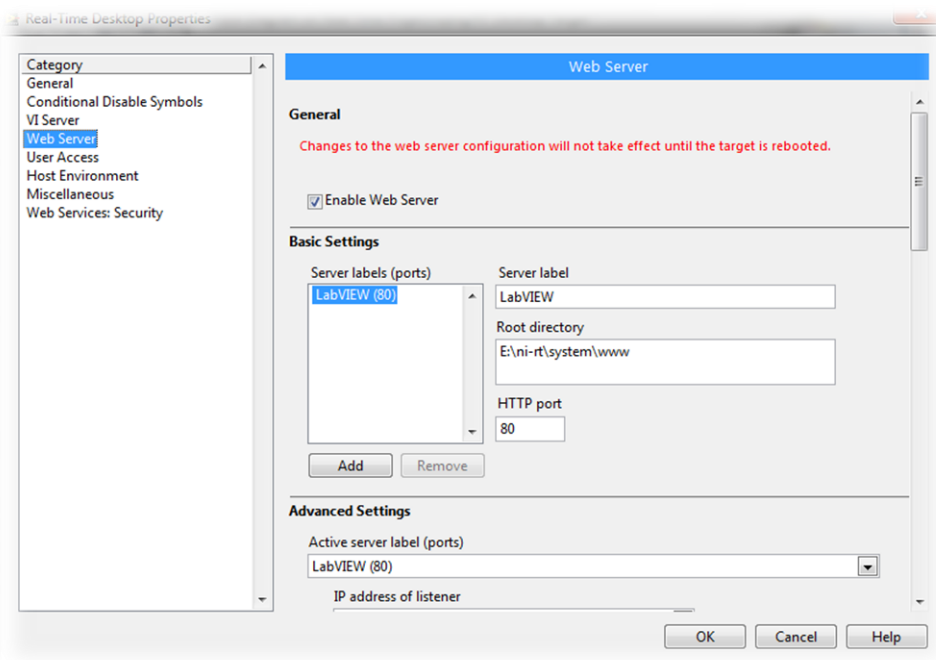 Real-Time Desktop Properties
Category
General
Conditional Disable Symbols
VI Server
Web Server
User Access
Host Environment
Miscellaneous
Web Services: Security
Web Server
General
Changes to the web server configuration will not take effect until the target is rebooted.
Enable Web Server
Basic Settings
Server labels (ports)
LabVIEW (80)
Server label
LabVIEW
Root directory
E:\ni-rt\system\www
HTTP port
80
Add
Remove
Advanced Settings
Active server label (ports)
LabVIEW (80)
IP address of listener
OK
Cancel
Help